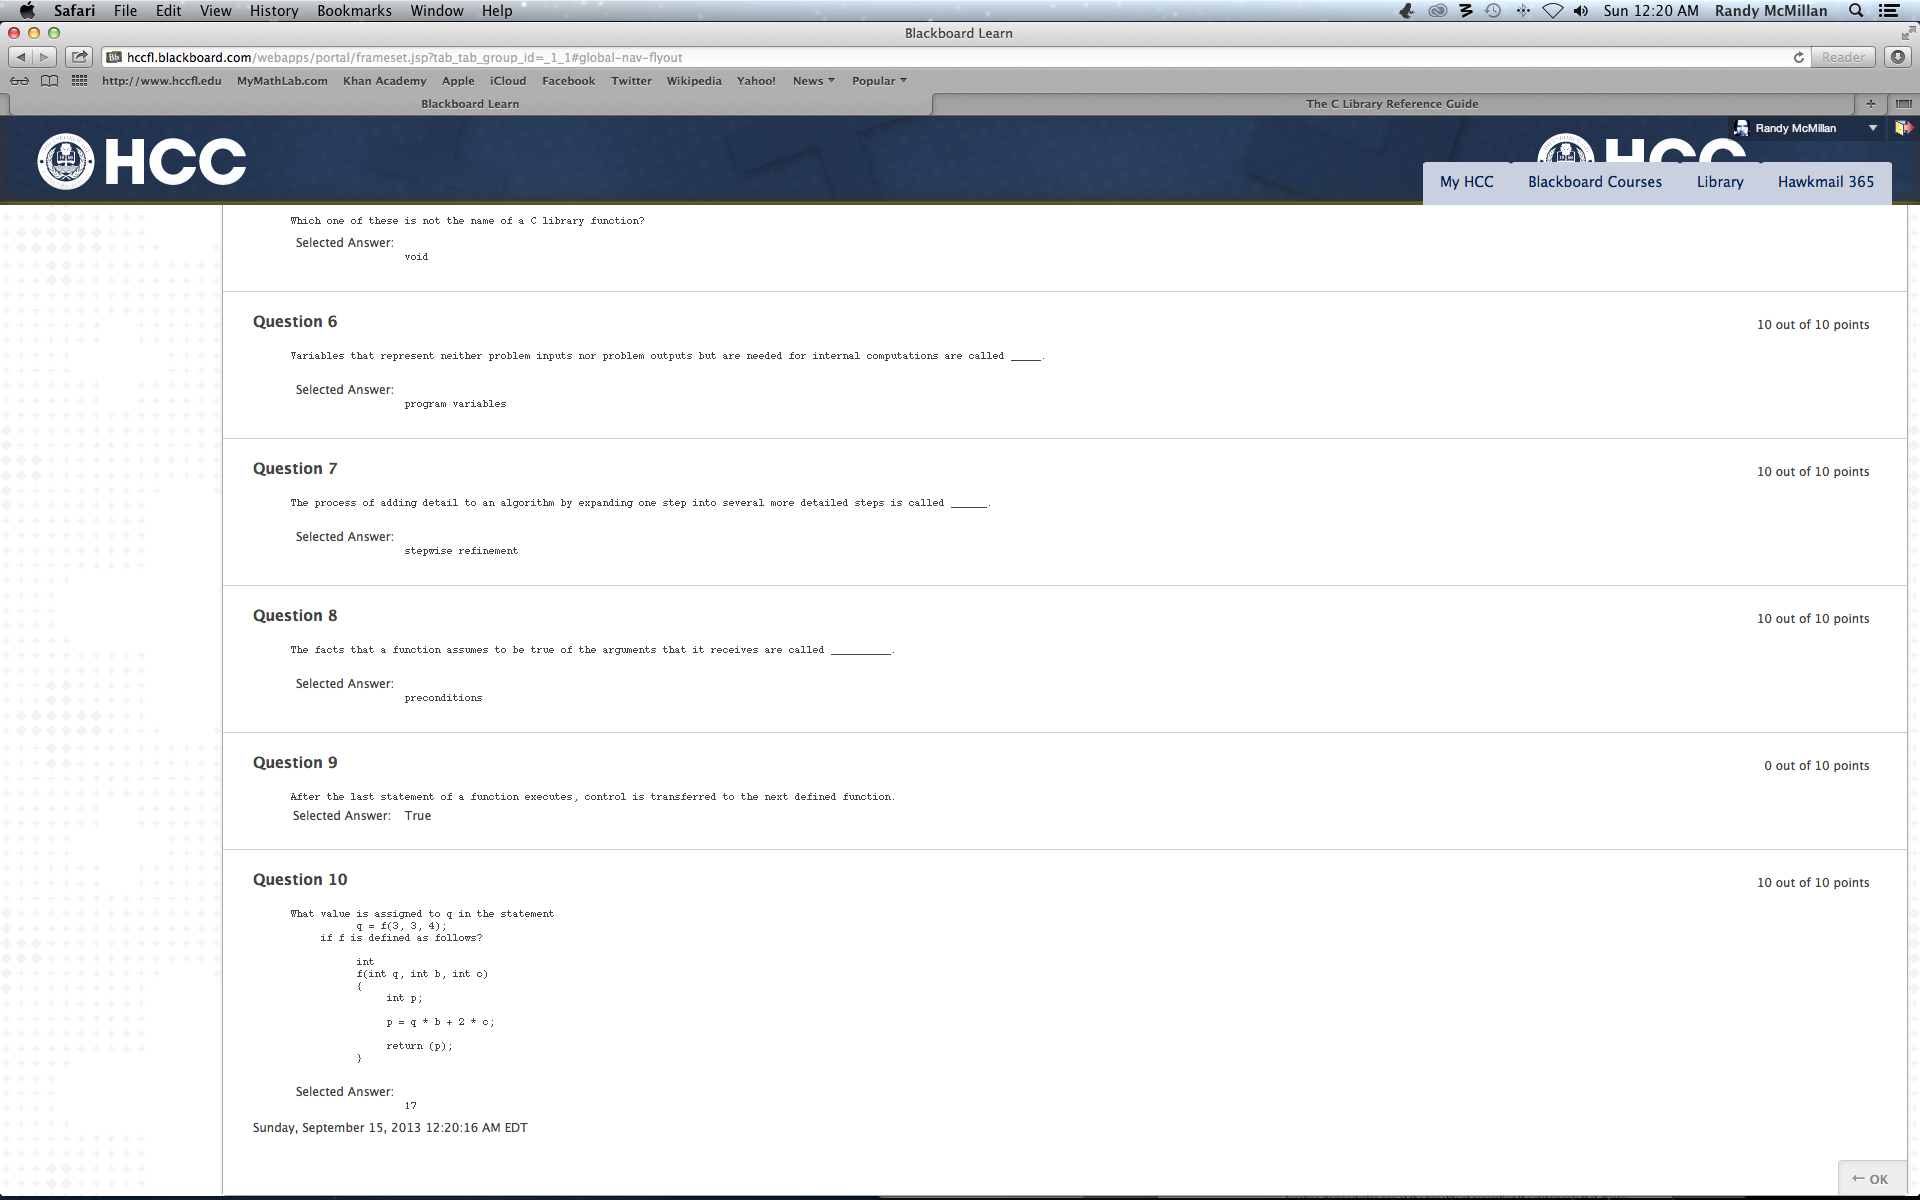 Safari File Edit View History Bookmarks Window Help Sun 12:20 AM Randy McMillan
Blackboard Learn
hccfl.blackboard.com/webapps/portal/frameset.jsp?tab_tab_group_id=_1_1#global-nav-flyout Reader
http://www.hccfl.edu MyMathLab.com Khan Academy Apple iCloud Facebook Twitter Wikipedia Yahoo! News Popular
Blackboard Learn The C Library Reference Guide
Randy McMillan
HCC HCC
My HCC Blackboard Courses Library Hawkmail 365
Which one of these is not the name of a C library function?
Selected Answer:
void
Question 6
10 out of 10 points
Variables that represent neither problem inputs nor problem outputs but are needed for internal computations are called _____.
Selected Answer:
program variables
Question 7
10 out of 10 points
The process of adding detail to an algorithm by expanding one step into several more detailed steps is called ______.
Selected Answer:
stepwise refinement
Question 8
10 out of 10 points
The facts that a function assumes to be true of the arguments that it receives are called __________.
Selected Answer:
preconditions
Question 9
0 out of 10 points
After the last statement of a function executes, control is transferred to the next defined function.
Selected Answer: True
Question 10
10 out of 10 points
What value is assigned to q in the statement
q = f(3, 3, 4);
if f is defined as follows?
int
f(int q, int b, int c)
{
int p;
p = q * b + 2 * c;
return (p);
}
Selected Answer:
17
Sunday, September 15, 2013 12:20:16 AM EDT
← OK